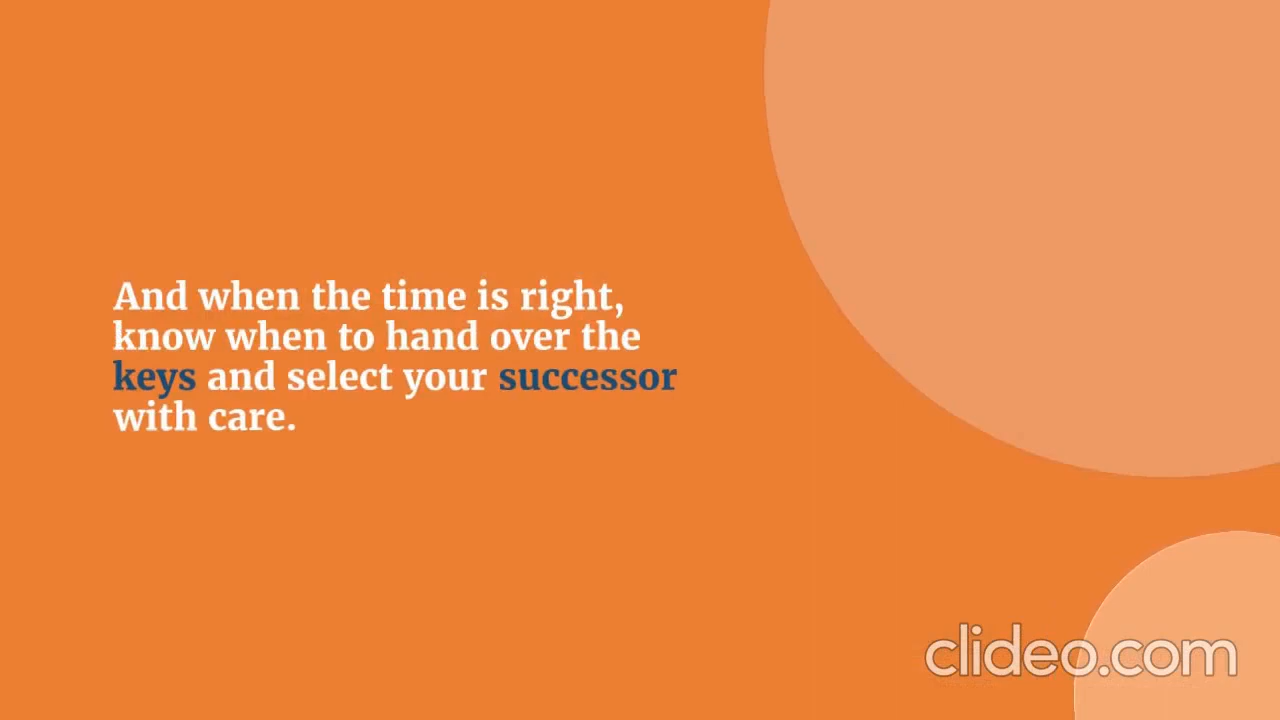 And when the time is right,
know when to hand over the
keys and select your successor
with care.
clideo.com